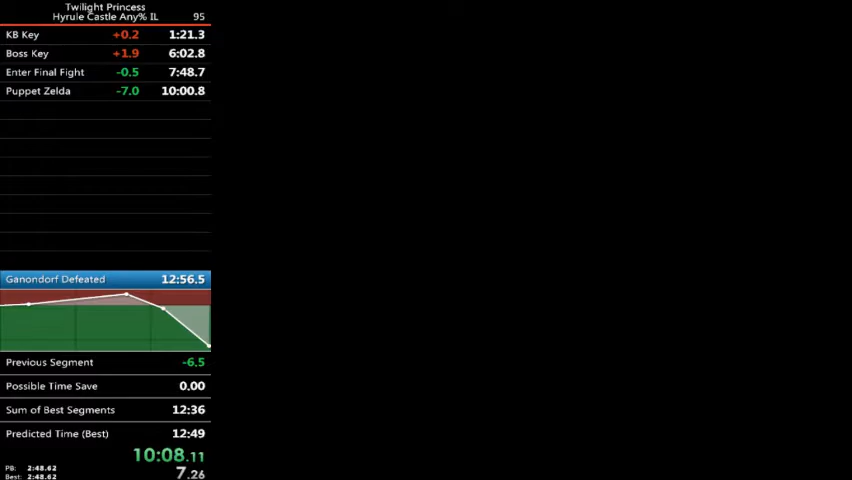 Twilight Princess
Hyrule Castle Any% IL 95
KB Key +0.2 1:21.3
Boss Key +1.9 6:02.8
Enter Final Fight -0.5 7:48.7
Puppet Zelda -7.0 10:00.8
Ganondorf Defeated 12:56.5
Previous Segment -6.5
Possible Time Save 0.00
Sum of Best Segments 12:36
Predicted Time (Best) 12:49
10:08.11
PB: 2:48.62
Best: 2:48.62 7.26